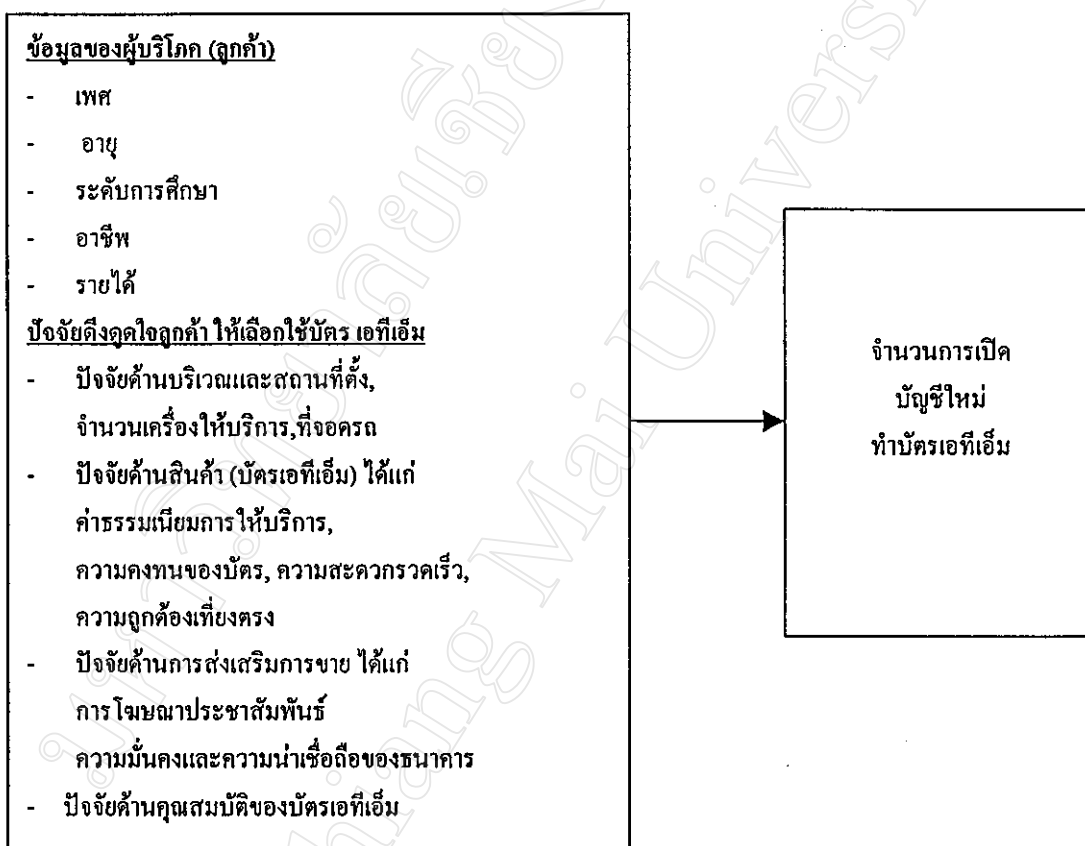 ข้อมูลของผู้บริโภค (ลูกค้า)
- เพศ
- อายุ
- ระดับการศึกษา
- อาชีพ
- รายได้
ปัจจัยดึงดูดใจลูกค้า ให้เลือกใช้บัตร เอทีเอ็ม
- ปัจจัยด้านบริเวณและสถานที่ตั้ง,
จำนวนเครื่องให้บริการ,ที่จอดรถ
- ปัจจัยด้านสินค้า (บัตรเอทีเอ็ม) ได้แก่
ค่าธรรมเนียมการให้บริการ,
ความคงทนของบัตร, ความสะดวกรวดเร็ว,
ความถูกต้องเที่ยงตรง
- ปัจจัยด้านการส่งเสริมการขาย ได้แก่
การโฆษณาประชาสัมพันธ์
ความมั่นคงและความน่าเชื่อถือของธนาคาร
- ปัจจัยด้านคุณสมบัติของบัตรเอทีเอ็ม
จำนวนการเปิด
บัญชีใหม่
ทำบัตรเอทีเอ็ม
มหาวิทยาลัยเชีย
hiang Mai Universi